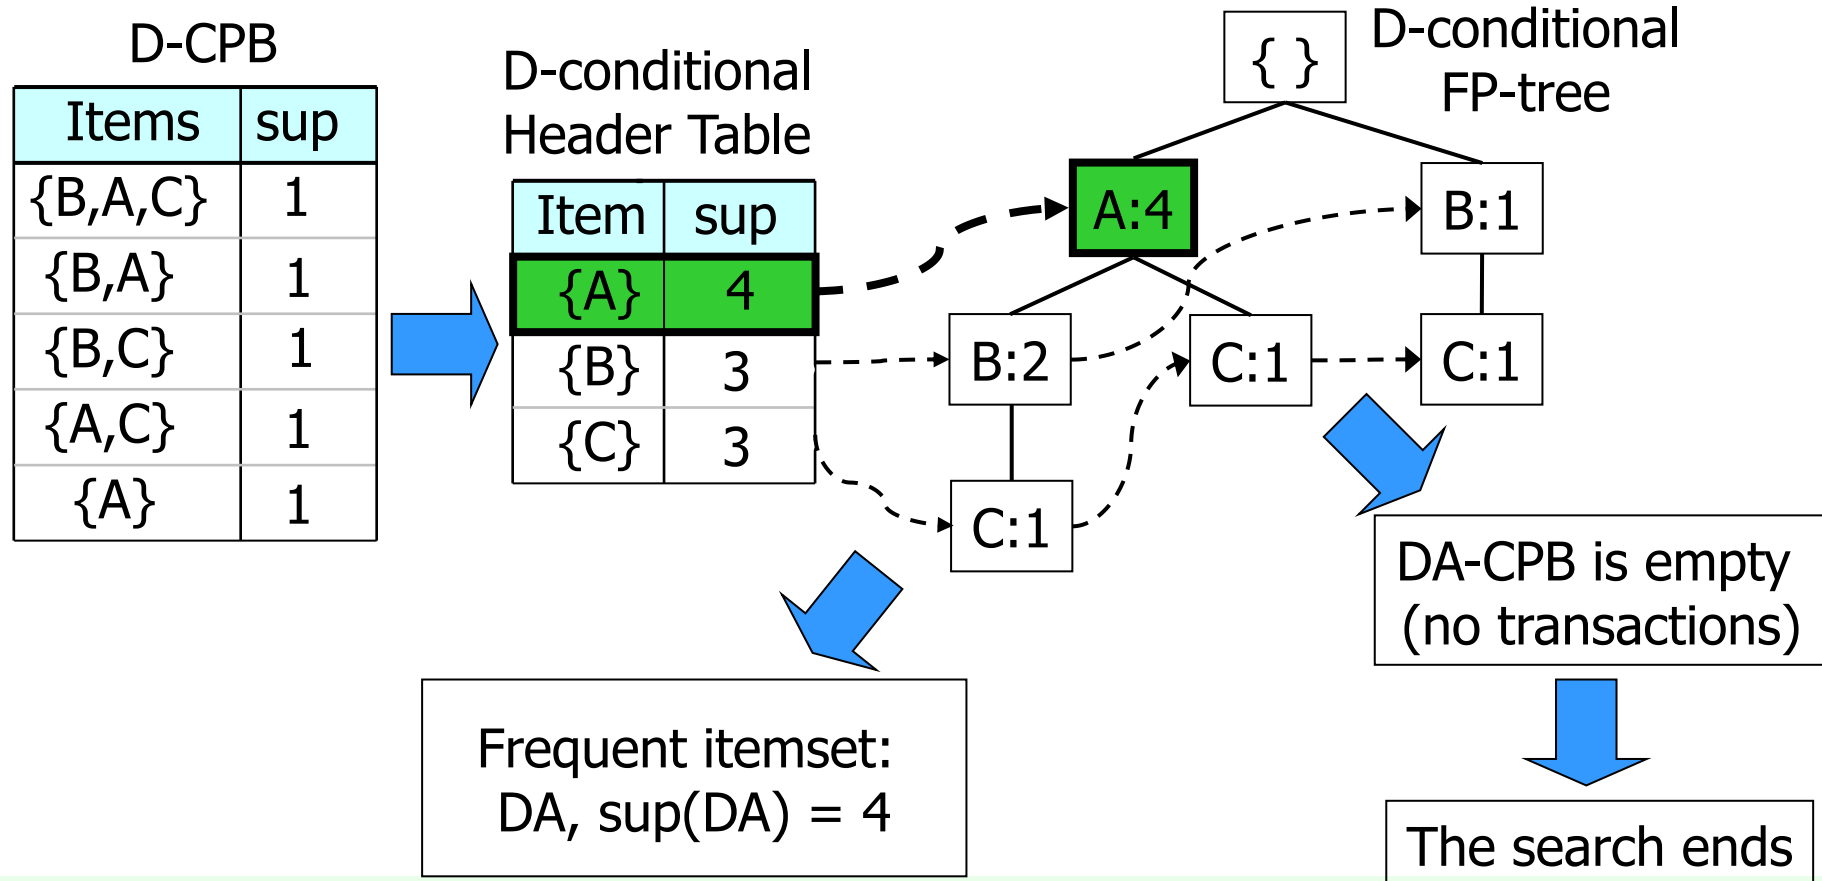 D-CPB
Items sup
{B,A,C} 1
{B,A} 1
{B,C} 1
{A,C} 1
{A} 1
D-conditional
Header Table
Item sup
{A} 4
{B} 3
{C} 3
D-conditional
FP-tree
{ }
A:4
B:1
B:2
C:1
C:1
C:1
Frequent itemset:
DA, sup(DA) = 4
DA-CPB is empty
(no transactions)
The search ends